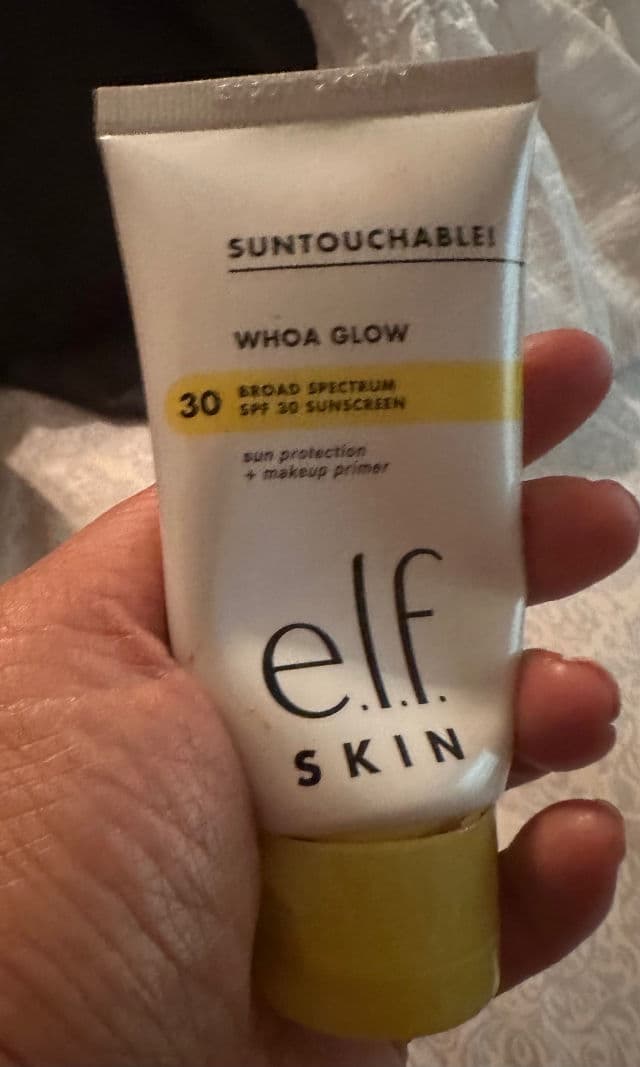 SUNTOUCHABLE!
WHOA GLOW
30
BROAD SPECTRUM
SPF 30 SUNSCREEN
sun protection
+ makeup primer
e.l.f.
SKIN